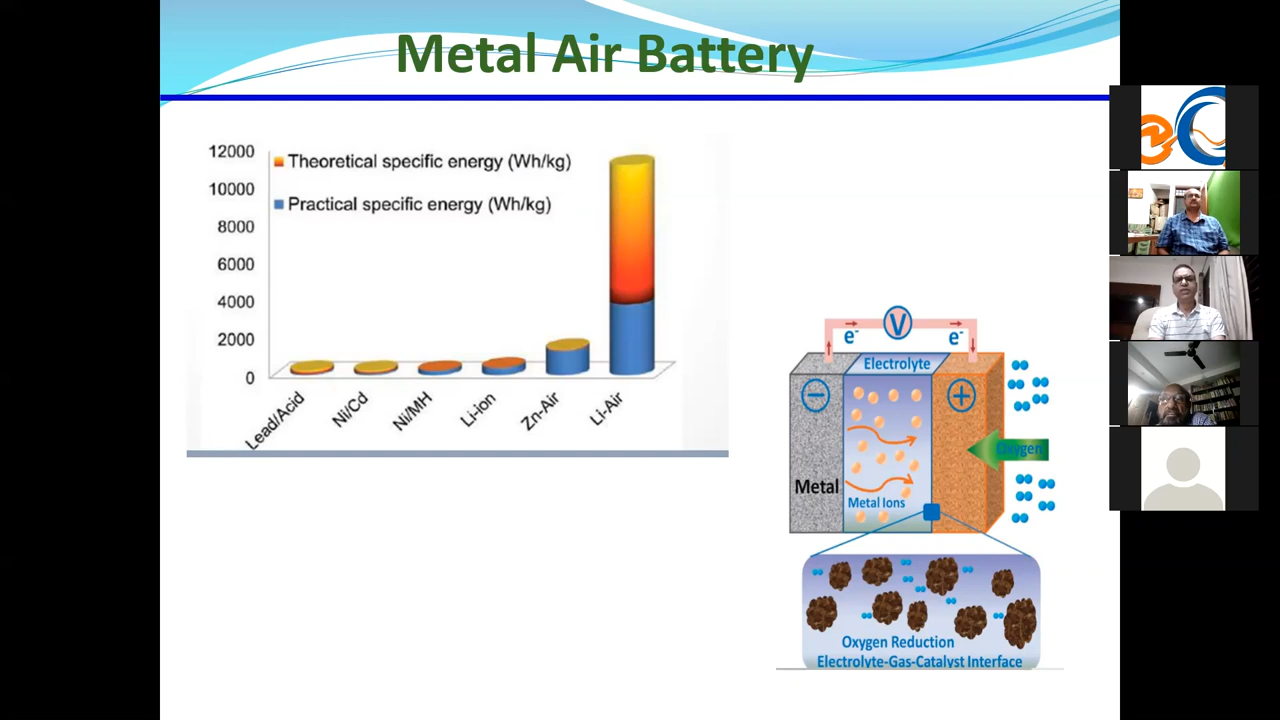 Metal Air Battery
12000
10000
8000
6000
4000
2000
0
Theoretical specific energy (Wh/kg)
Practical specific energy (Wh/kg)
Lead/Acid
Ni/Cd
Ni/MH
Li-ion
Zn-Air
Li-Air
V
e-
e-
Electrolyte
−
+
Oxygen
Metal
Metal Ions
Oxygen Reduction
Electrolyte-Gas-Catalyst Interface